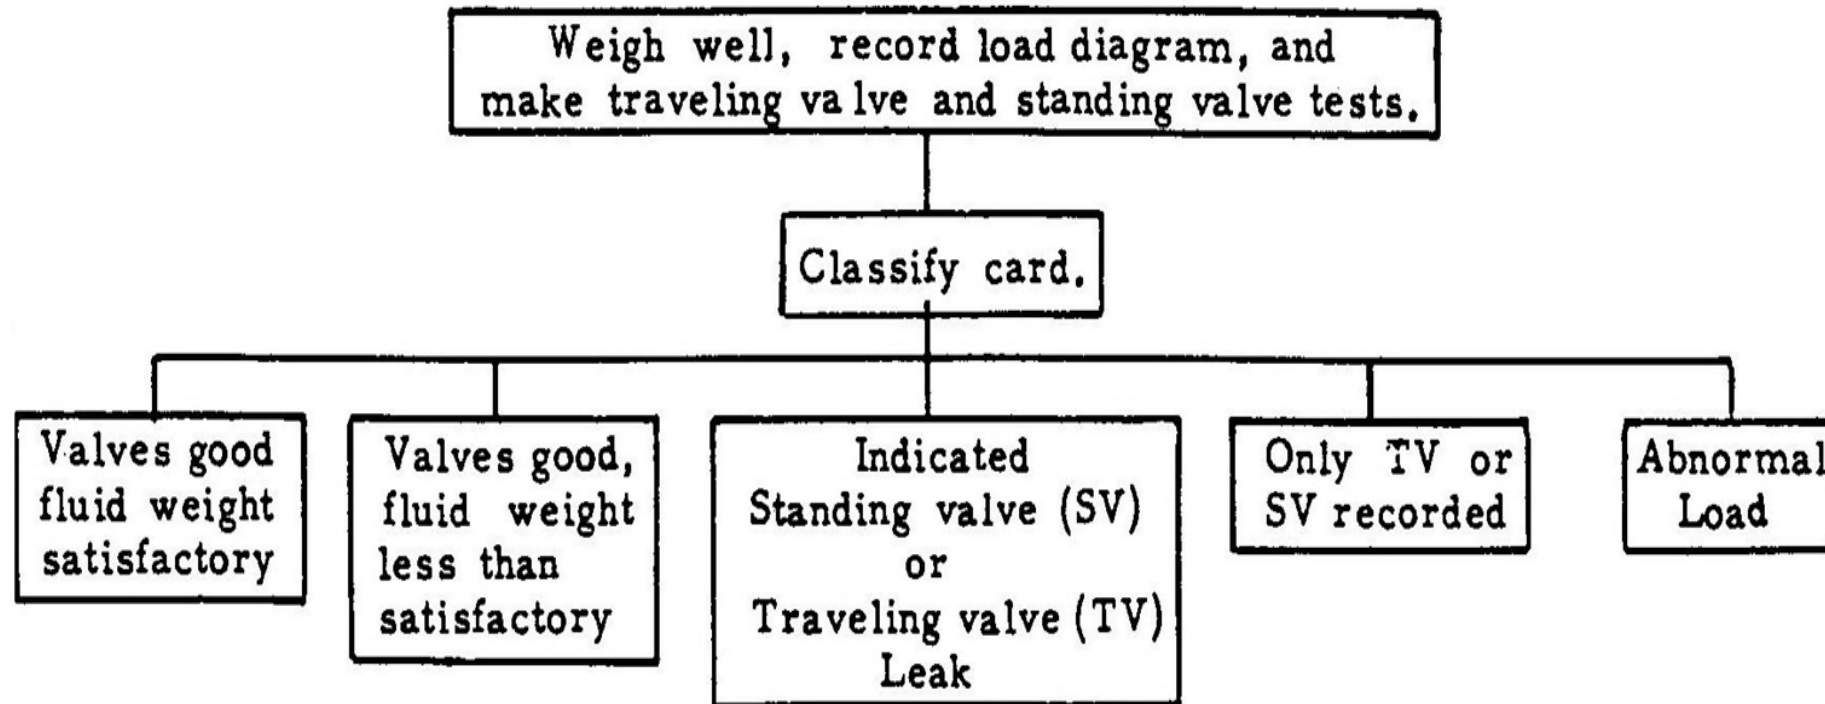 Weigh well, record load diagram, and
make traveling valve and standing valve tests.
Classify card.
Valves good
fluid weight
satisfactory
Valves good,
fluid weight
less than
satisfactory
Indicated
Standing valve (SV)
or
Traveling valve (TV)
Leak
Only TV or
SV recorded
Abnormal
Load